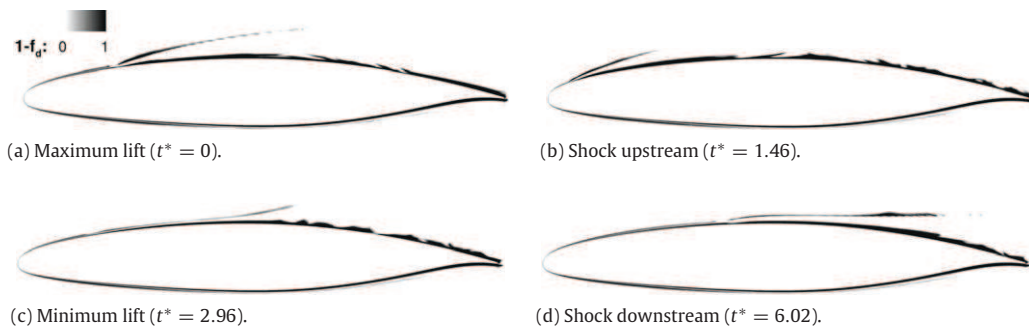 1-f_d: 0 1
(a) Maximum lift (t* = 0).
(b) Shock upstream (t* = 1.46).
(c) Minimum lift (t* = 2.96).
(d) Shock downstream (t* = 6.02).